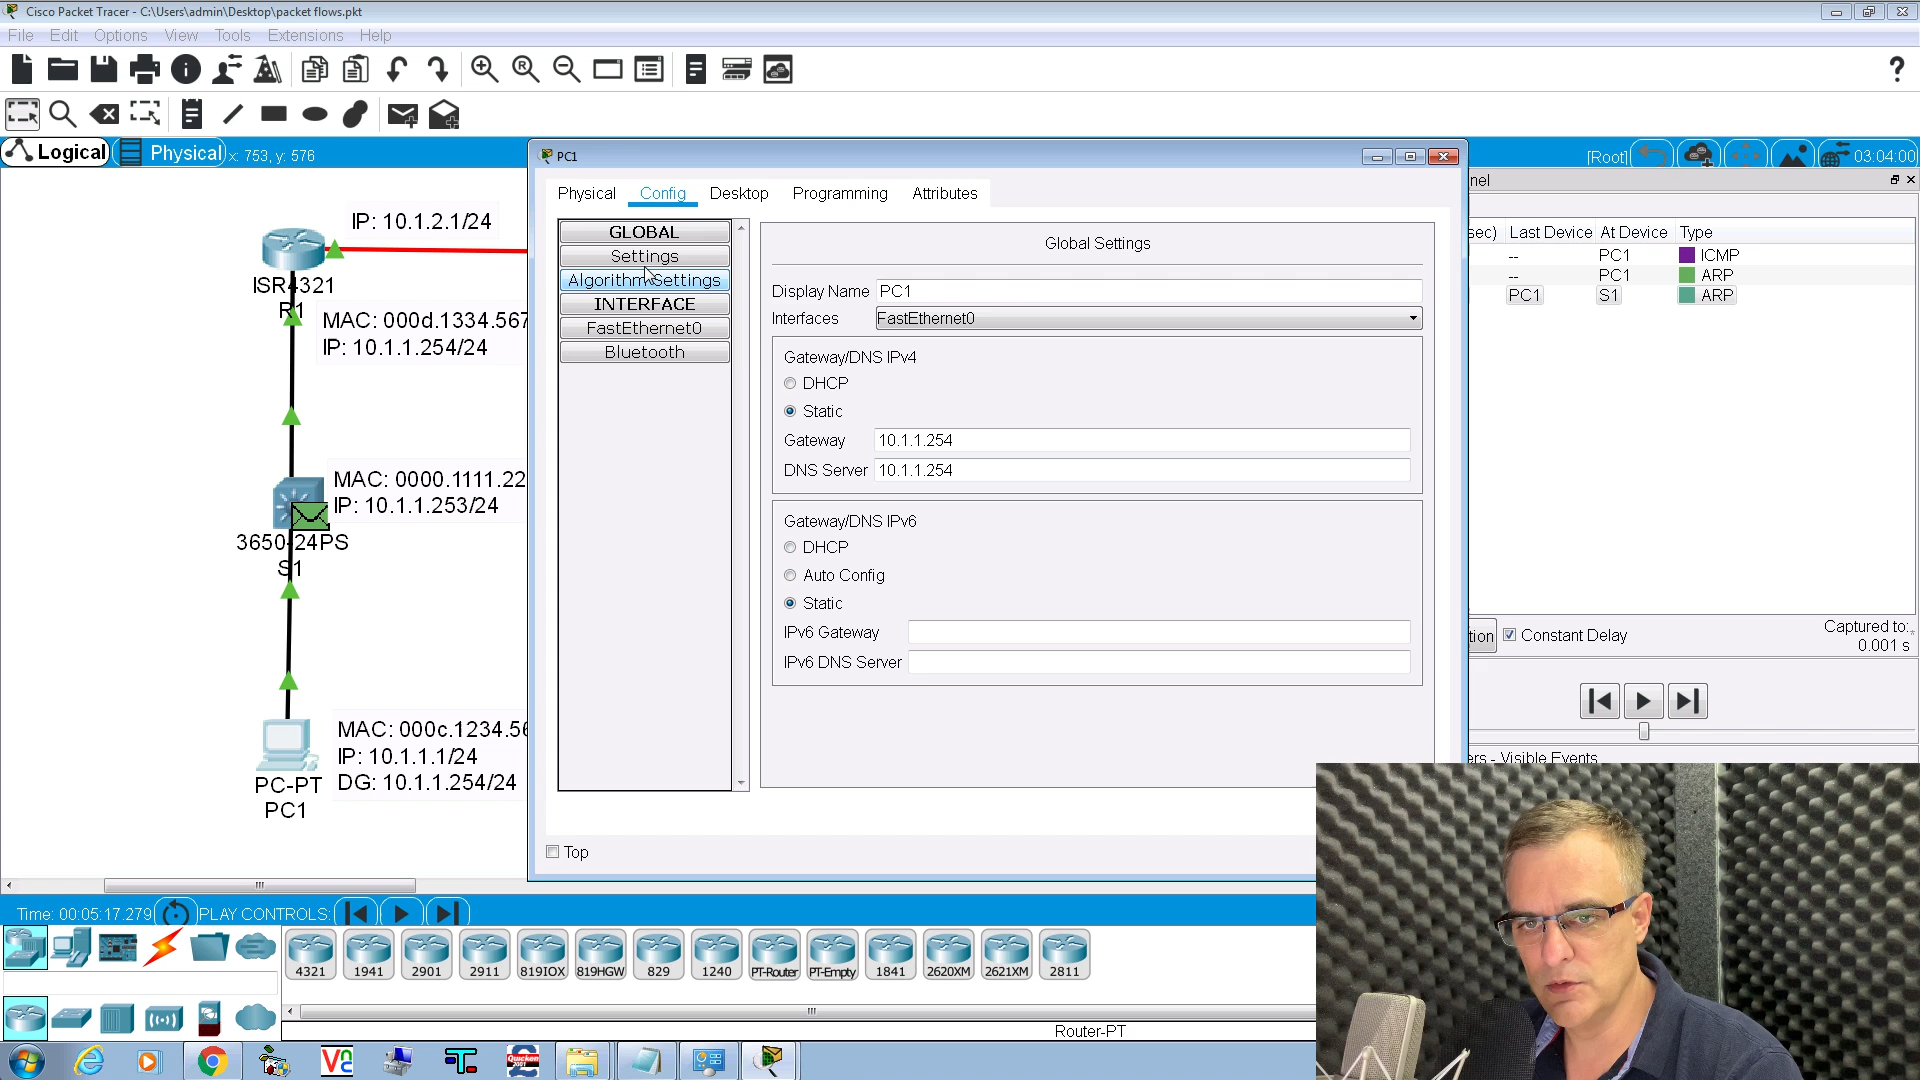 Cisco Packet Tracer - C:\Users\admin\Desktop\packet flows.pkt
File Edit Options View Tools Extensions Help
?
Logical Physical x: 753, y: 576
[Root] 03:04:00
PC1
Physical Config Desktop Programming Attributes
GLOBAL
Settings
Algorithm Settings
INTERFACE
FastEthernet0
Bluetooth
Global Settings
Display Name PC1
Interfaces FastEthernet0
Gateway/DNS IPv4
DHCP
Static
Gateway 10.1.1.254
DNS Server 10.1.1.254
Gateway/DNS IPv6
DHCP
Auto Config
Static
IPv6 Gateway
IPv6 DNS Server
Top
IP: 10.1.2.1/24
ISR4321
R1
MAC: 000d.1334.567
IP: 10.1.1.254/24
MAC: 0000.1111.22
IP: 10.1.1.253/24
3650-24PS
S1
MAC: 000c.1234.56
IP: 10.1.1.1/24
DG: 10.1.1.254/24
PC-PT
PC1
nel
sec) Last Device At Device Type
-- PC1 ICMP
-- PC1 ARP
PC1 S1 ARP
tion Constant Delay
Captured to:
0.001 s
ers - Visible Events
Time: 00:05:17.279 PLAY CONTROLS:
4321 1941 2901 2911 819IOX 819HGW 829 1240 PT-Router PT-Empty 1841 2620XM 2621XM 2811
Router-PT
Quicken
2001